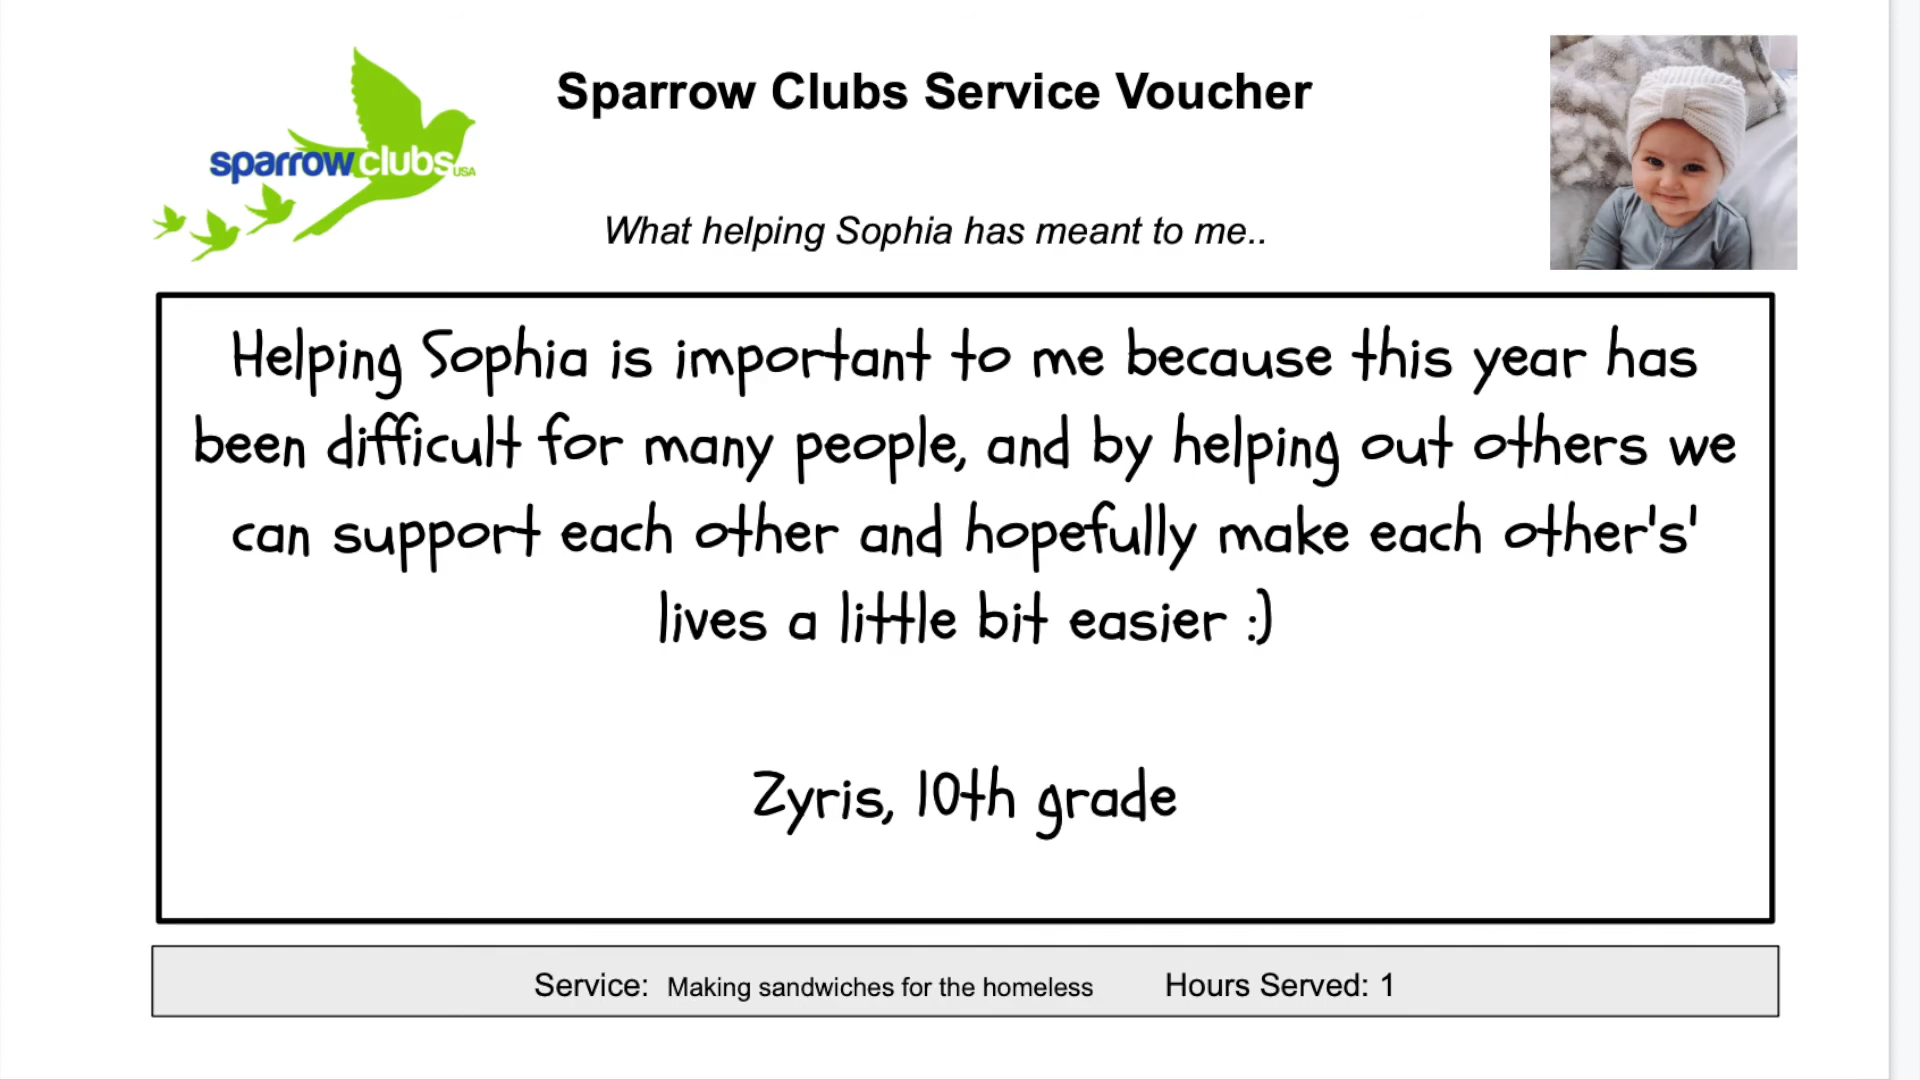 Sparrow Clubs Service Voucher
sparrowclubsUSA
What helping Sophia has meant to me..
Helping Sophia is important to me because this year has
been difficult for many people, and by helping out others we
can support each other and hopefully make each other's'
lives a little bit easier :)
Zyris, 10th grade
Service: Making sandwiches for the homeless Hours Served: 1